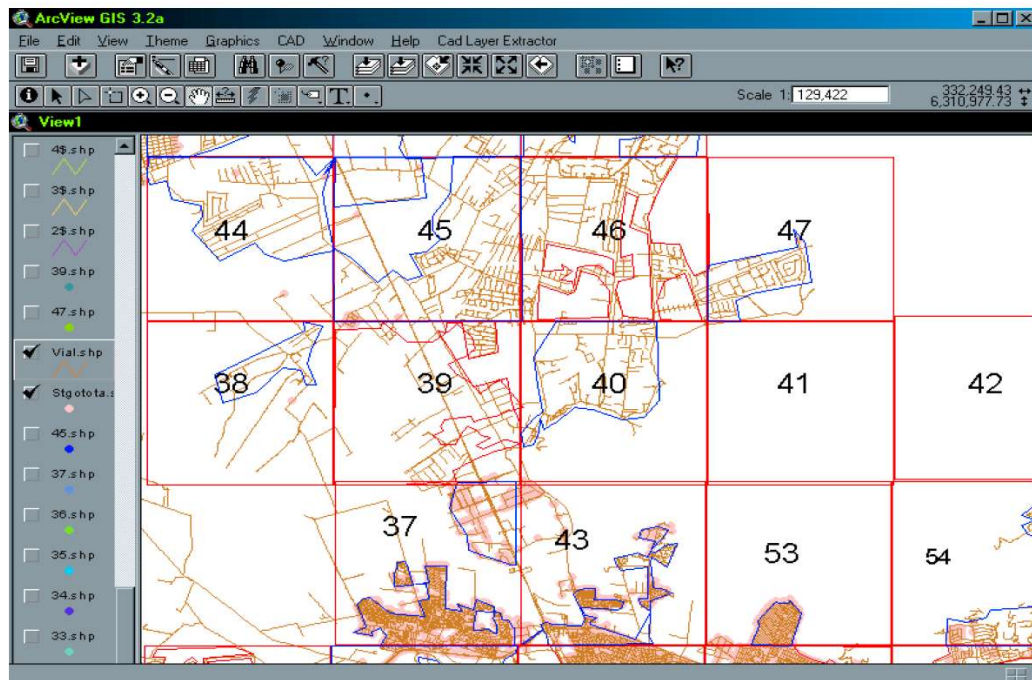 ArcView GIS 3.2a
File Edit View Theme Graphics CAD Window Help Cad Layer Extractor
Scale 1: 129,422
332,249.43
6,310,977.73
View1
4$.shp
3$.shp
2$.shp
39.shp
47.shp
Vial.shp
Stgotota.s
45.shp
37.shp
36.shp
35.shp
34.shp
33.shp
44 45 46 47
38 39 40 41 42
37 43 53 54